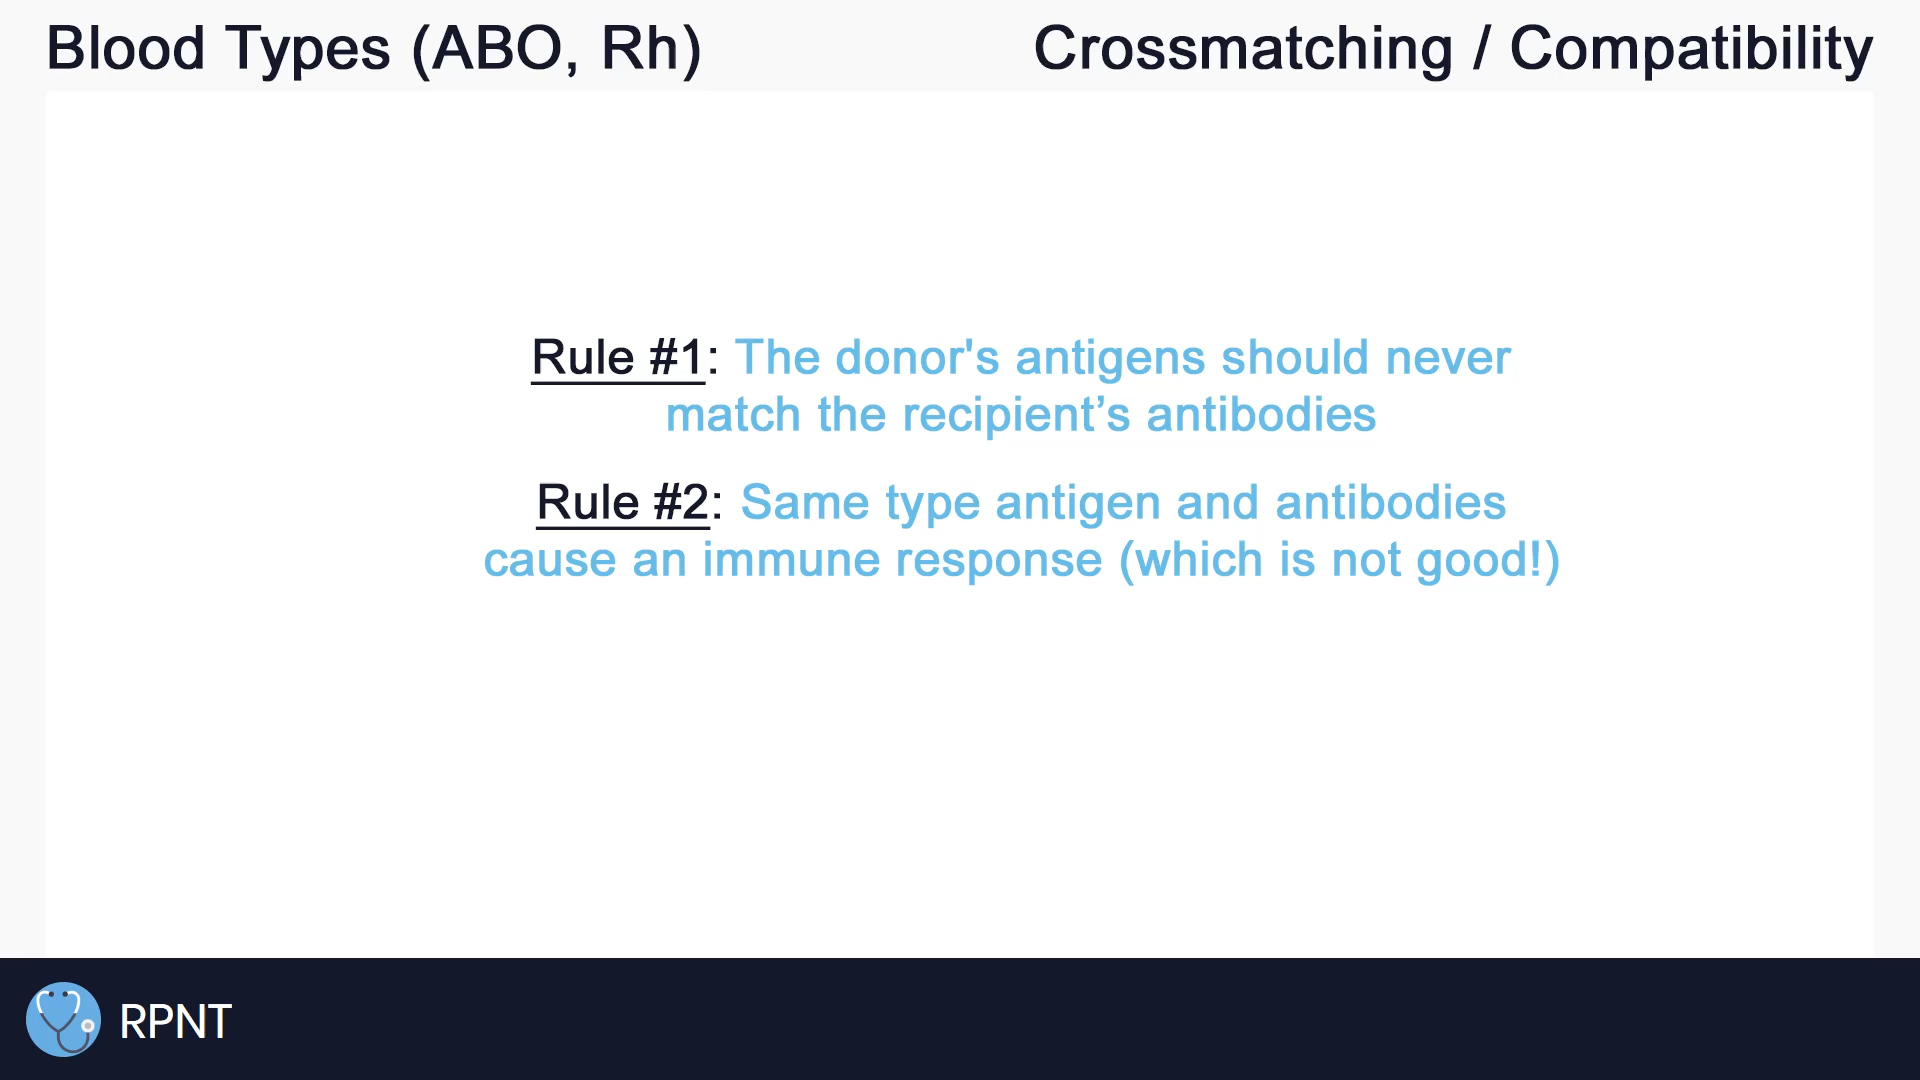 Blood Types (ABO, Rh)
Crossmatching / Compatibility
Rule #1: The donor's antigens should never
match the recipient’s antibodies
Rule #2: Same type antigen and antibodies
cause an immune response (which is not good!)
RPNT